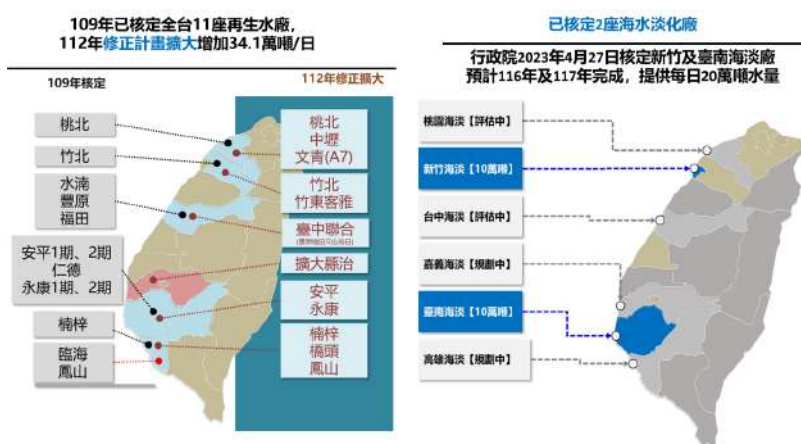 109年已核定全台11座再生水廠,
112年修正計畫擴大增加34.1萬噸/日
109年核定
112年修正擴大
桃北
竹北
水湳
豐原
福田
安平1期、2期
仁德
永康1期、2期
楠梓
臨海
鳳山
桃北
中壢
文青(A7)
竹北
竹東客雅
臺中聯合
擴大縣治
安平
永康
楠梓
橋頭
鳳山
已核定2座海水淡化廠
行政院2023年4月27日核定新竹及臺南海淡廠
預計116年及117年完成，提供每日20萬噸水量
桃園海淡【評估中】
新竹海淡【10萬噸】
台中海淡【評估中】
嘉義海淡【規劃中】
臺南海淡【10萬噸】
高雄海淡【規劃中】